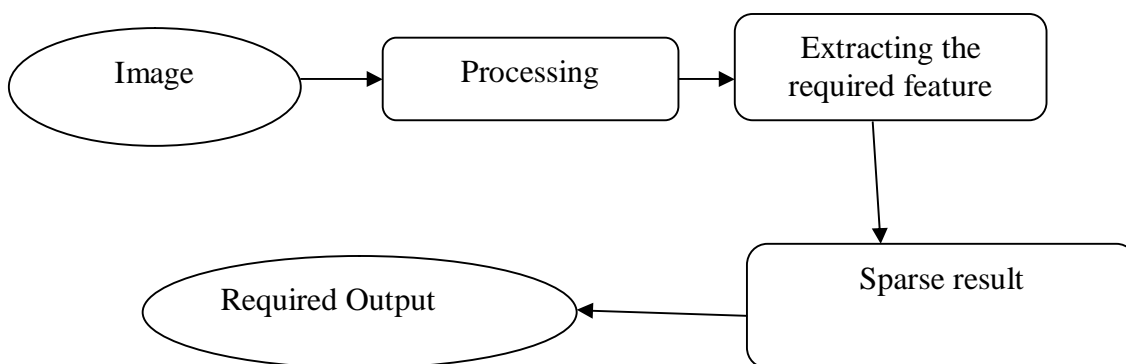 Image
Processing
Extracting the
required feature
Sparse result
Required Output